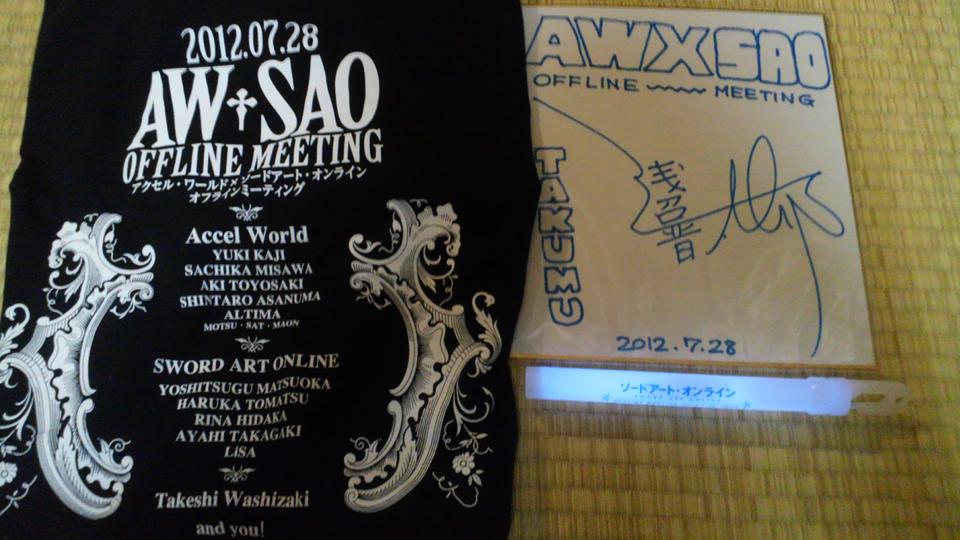 2012.07.28
AW†SAO
OFFLINE MEETING
アクセル・ワールド×ソードアート・オンライン
オフラインミーティング
Accel World
YUKI KAJI
SACHIKA MISAWA
AKI TOYOSAKI
SHINTARO ASANUMA
ALTIMA
MOTSU・SAT・MAON
SWORD ART ONLINE
YOSHITSUGU MATSUOKA
HARUKA TOMATSU
RINA HIDAKA
AYAHI TAKAGAKI
LiSA
Takeshi Washizaki
and you!
AWXSAO
OFFLINE MEETING
TAKUMU
2012.7.28
ソードアート・オンライン
SWORD ART ONLINE